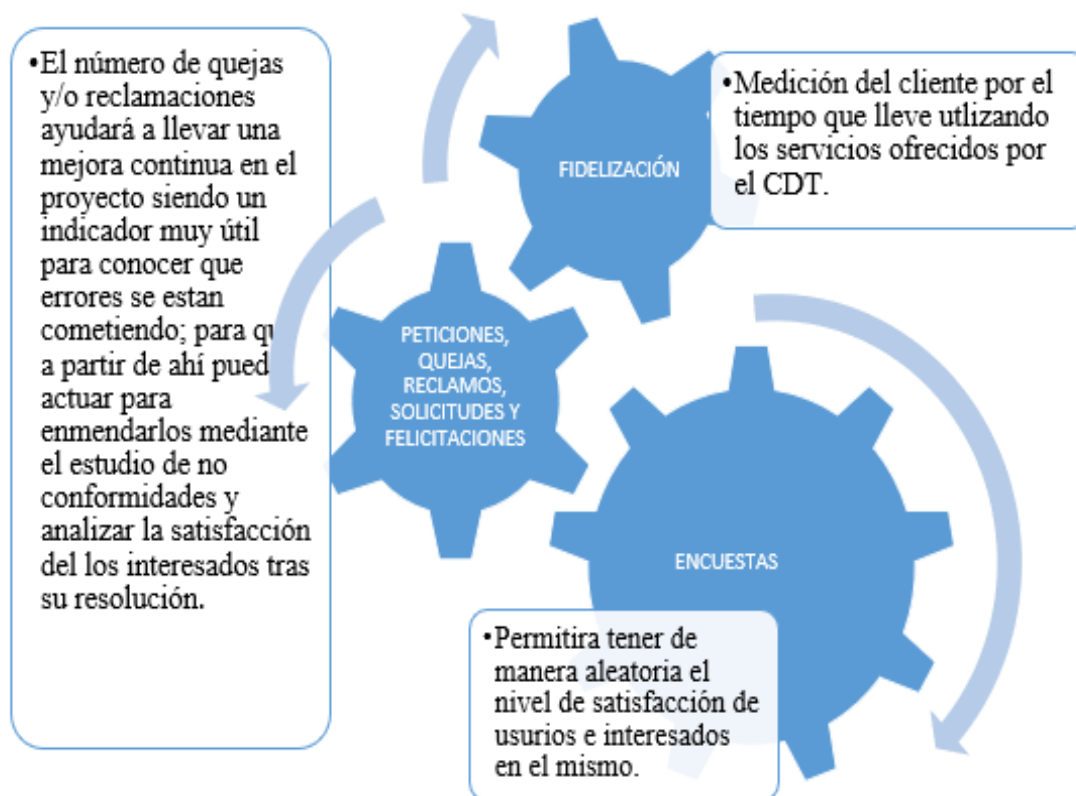 •El número de quejas
y/o reclamaciones
ayudará a llevar una
mejora continua en el
proyecto siendo un
indicador muy útil
para conocer que
errores se estan
cometiendo; para qu
a partir de ahí pued
actuar para
enmendarlos mediante
el estudio de no
conformidades y
analizar la satisfacción
del los interesados tras
su resolución.
FIDELIZACIÓN
•Medición del cliente por el
tiempo que lleve utlizando
los servicios ofrecidos por
el CDT.
PETICIONES,
QUEJAS,
RECLAMOS,
SOLICITUDES Y
FELICITACIONES
ENCUESTAS
•Permitira tener de
manera aleatoria el
nivel de satisfacción de
usurios e interesados
en el mismo.